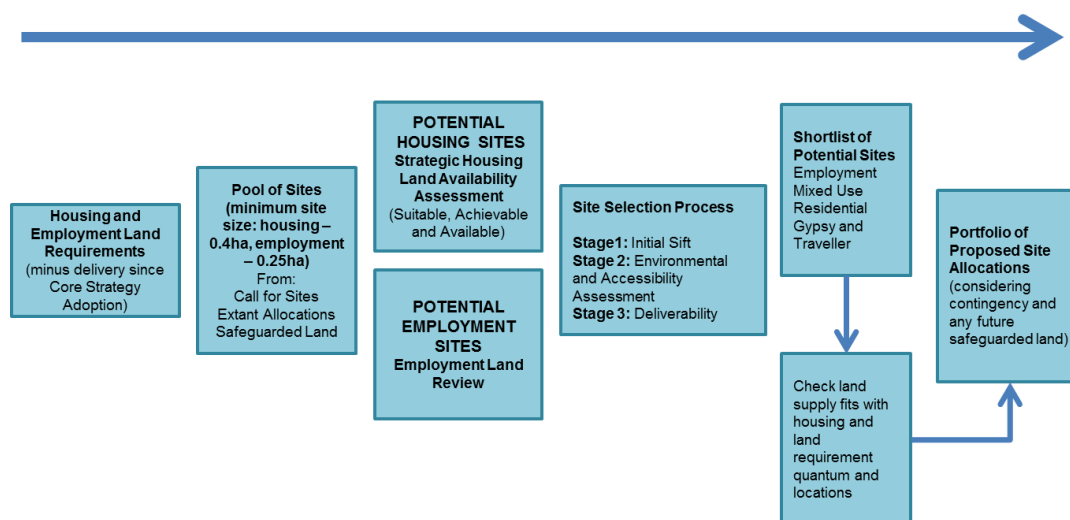 Housing and
Employment Land
Requirements
(minus delivery since
Core Strategy
Adoption)
Pool of Sites
(minimum site
size: housing –
0.4ha, employment
– 0.25ha)
From:
Call for Sites
Extant Allocations
Safeguarded Land
POTENTIAL
HOUSING SITES
Strategic Housing
Land Availability
Assessment
(Suitable, Achievable
and Available)
POTENTIAL
EMPLOYMENT
SITES
Employment Land
Review
Site Selection Process
Stage1: Initial Sift
Stage 2: Environmental
and Accessibility
Assessment
Stage 3: Deliverability
Shortlist of
Potential Sites
Employment
Mixed Use
Residential
Gypsy and
Traveller
Check land
supply fits with
housing and
land
requirement
quantum and
locations
Portfolio of
Proposed Site
Allocations
(considering
contingency and
any future
safeguarded land)